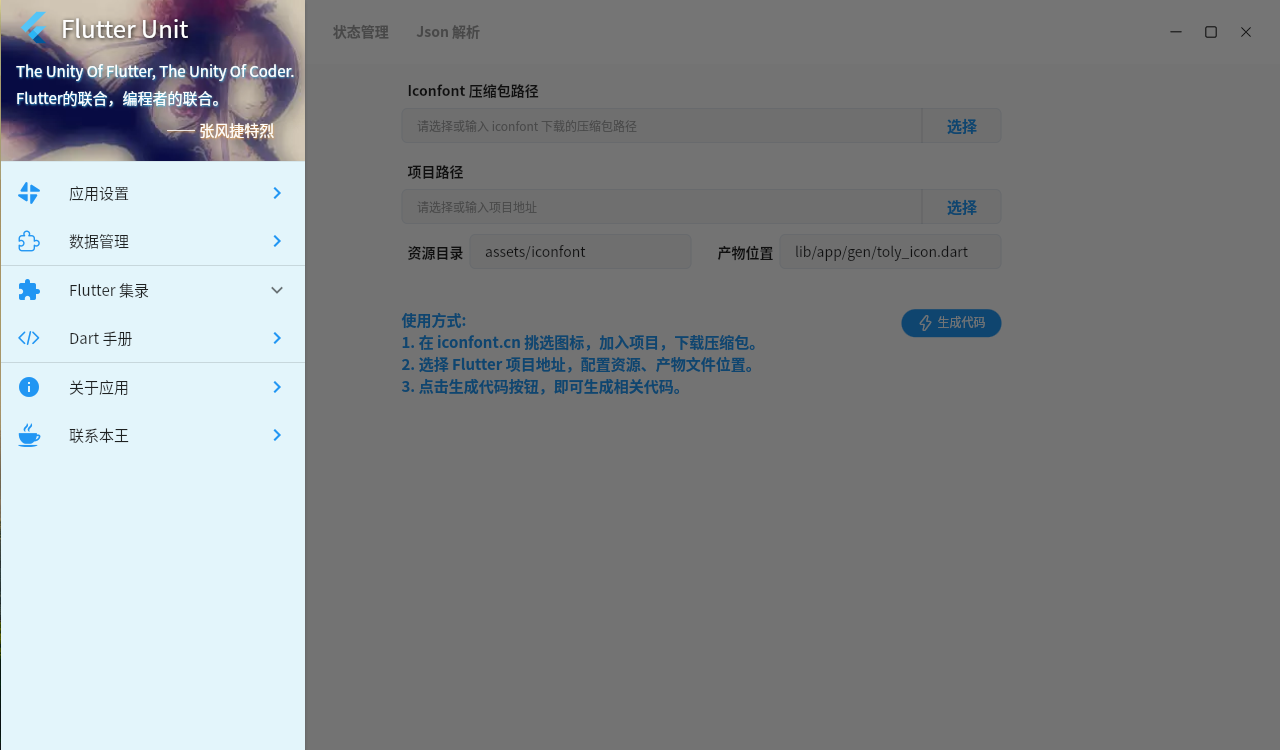 Flutter Unit
The Unity Of Flutter, The Unity Of Coder.
Flutter的联合，编程者的联合。
—— 张风捷特烈
应用设置
数据管理
Flutter 集录
Dart 手册
关于应用
联系本王
状态管理 Json 解析
Iconfont 压缩包路径
请选择或输入 iconfont 下载的压缩包路径 选择
项目路径
请选择或输入项目地址 选择
资源目录 assets/iconfont 产物位置 lib/app/gen/toly_icon.dart
使用方式: 生成代码
1. 在 iconfont.cn 挑选图标，加入项目，下载压缩包。
2. 选择 Flutter 项目地址，配置资源、产物文件位置。
3. 点击生成代码按钮，即可生成相关代码。